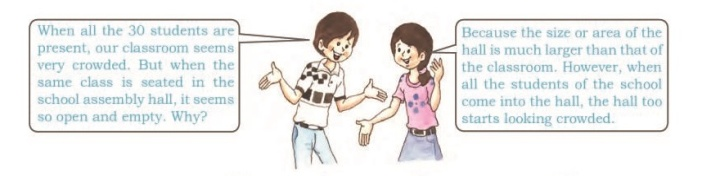 When all the 30 students are
present, our classroom seems
very crowded. But when the
same class is seated in the
school assembly hall, it seems
so open and empty. Why?
Because the size or area of the
hall is much larger than that of
the classroom. However, when
all the students of the school
come into the hall, the hall too
starts looking crowded.